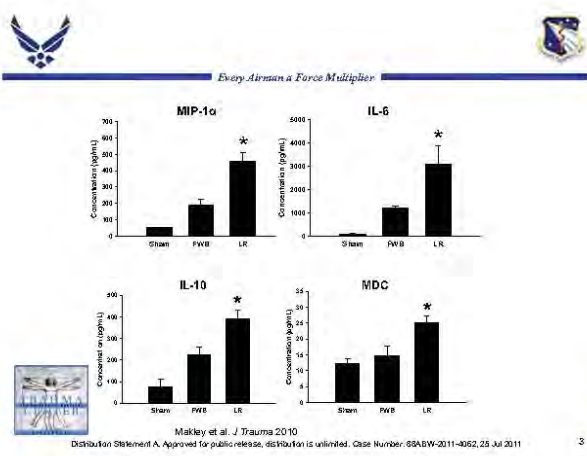 Every Airman a Force Multiplier
MIP-1α
Concentration (pg/mL)
700
600
500
400
300
200
100
0
*
Sham FWB LR
IL-6
Concentration (pg/mL)
5000
4000
3000
2000
1000
0
*
Sham FWB LR
IL-10
Concentration (pg/mL)
500
400
300
200
100
0
*
Sham FWB LR
MDC
Concentration (pg/mL)
35
30
25
20
15
10
5
0
*
Sham FWB LR
TRAUMA
CENTER
Makley et al. J Trauma 2010
Distribution Statement A. Approved for public release, distribution is unlimited. Case Number: 88ABW-2011-4062, 25 Jul 2011
3